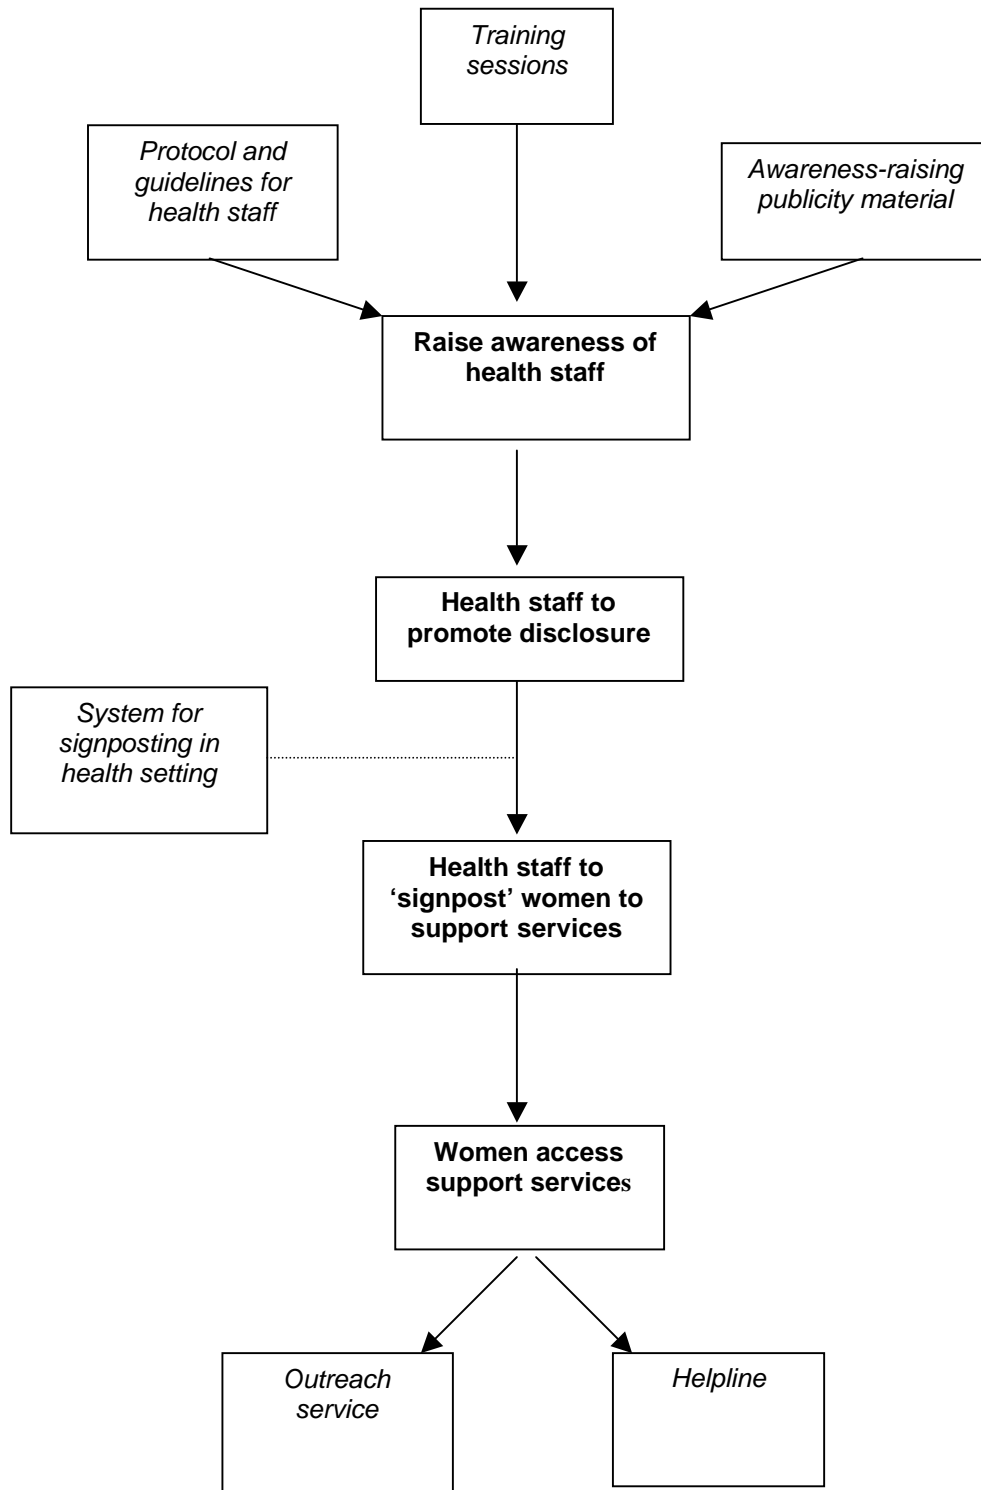 Training
sessions
Protocol and
guidelines for
health staff
Awareness-raising
publicity material
Raise awareness of
health staff
Health staff to
promote disclosure
System for
signposting in
health setting
Health staff to
‘signpost’ women to
support services
Women access
support services
Outreach
service
Helpline